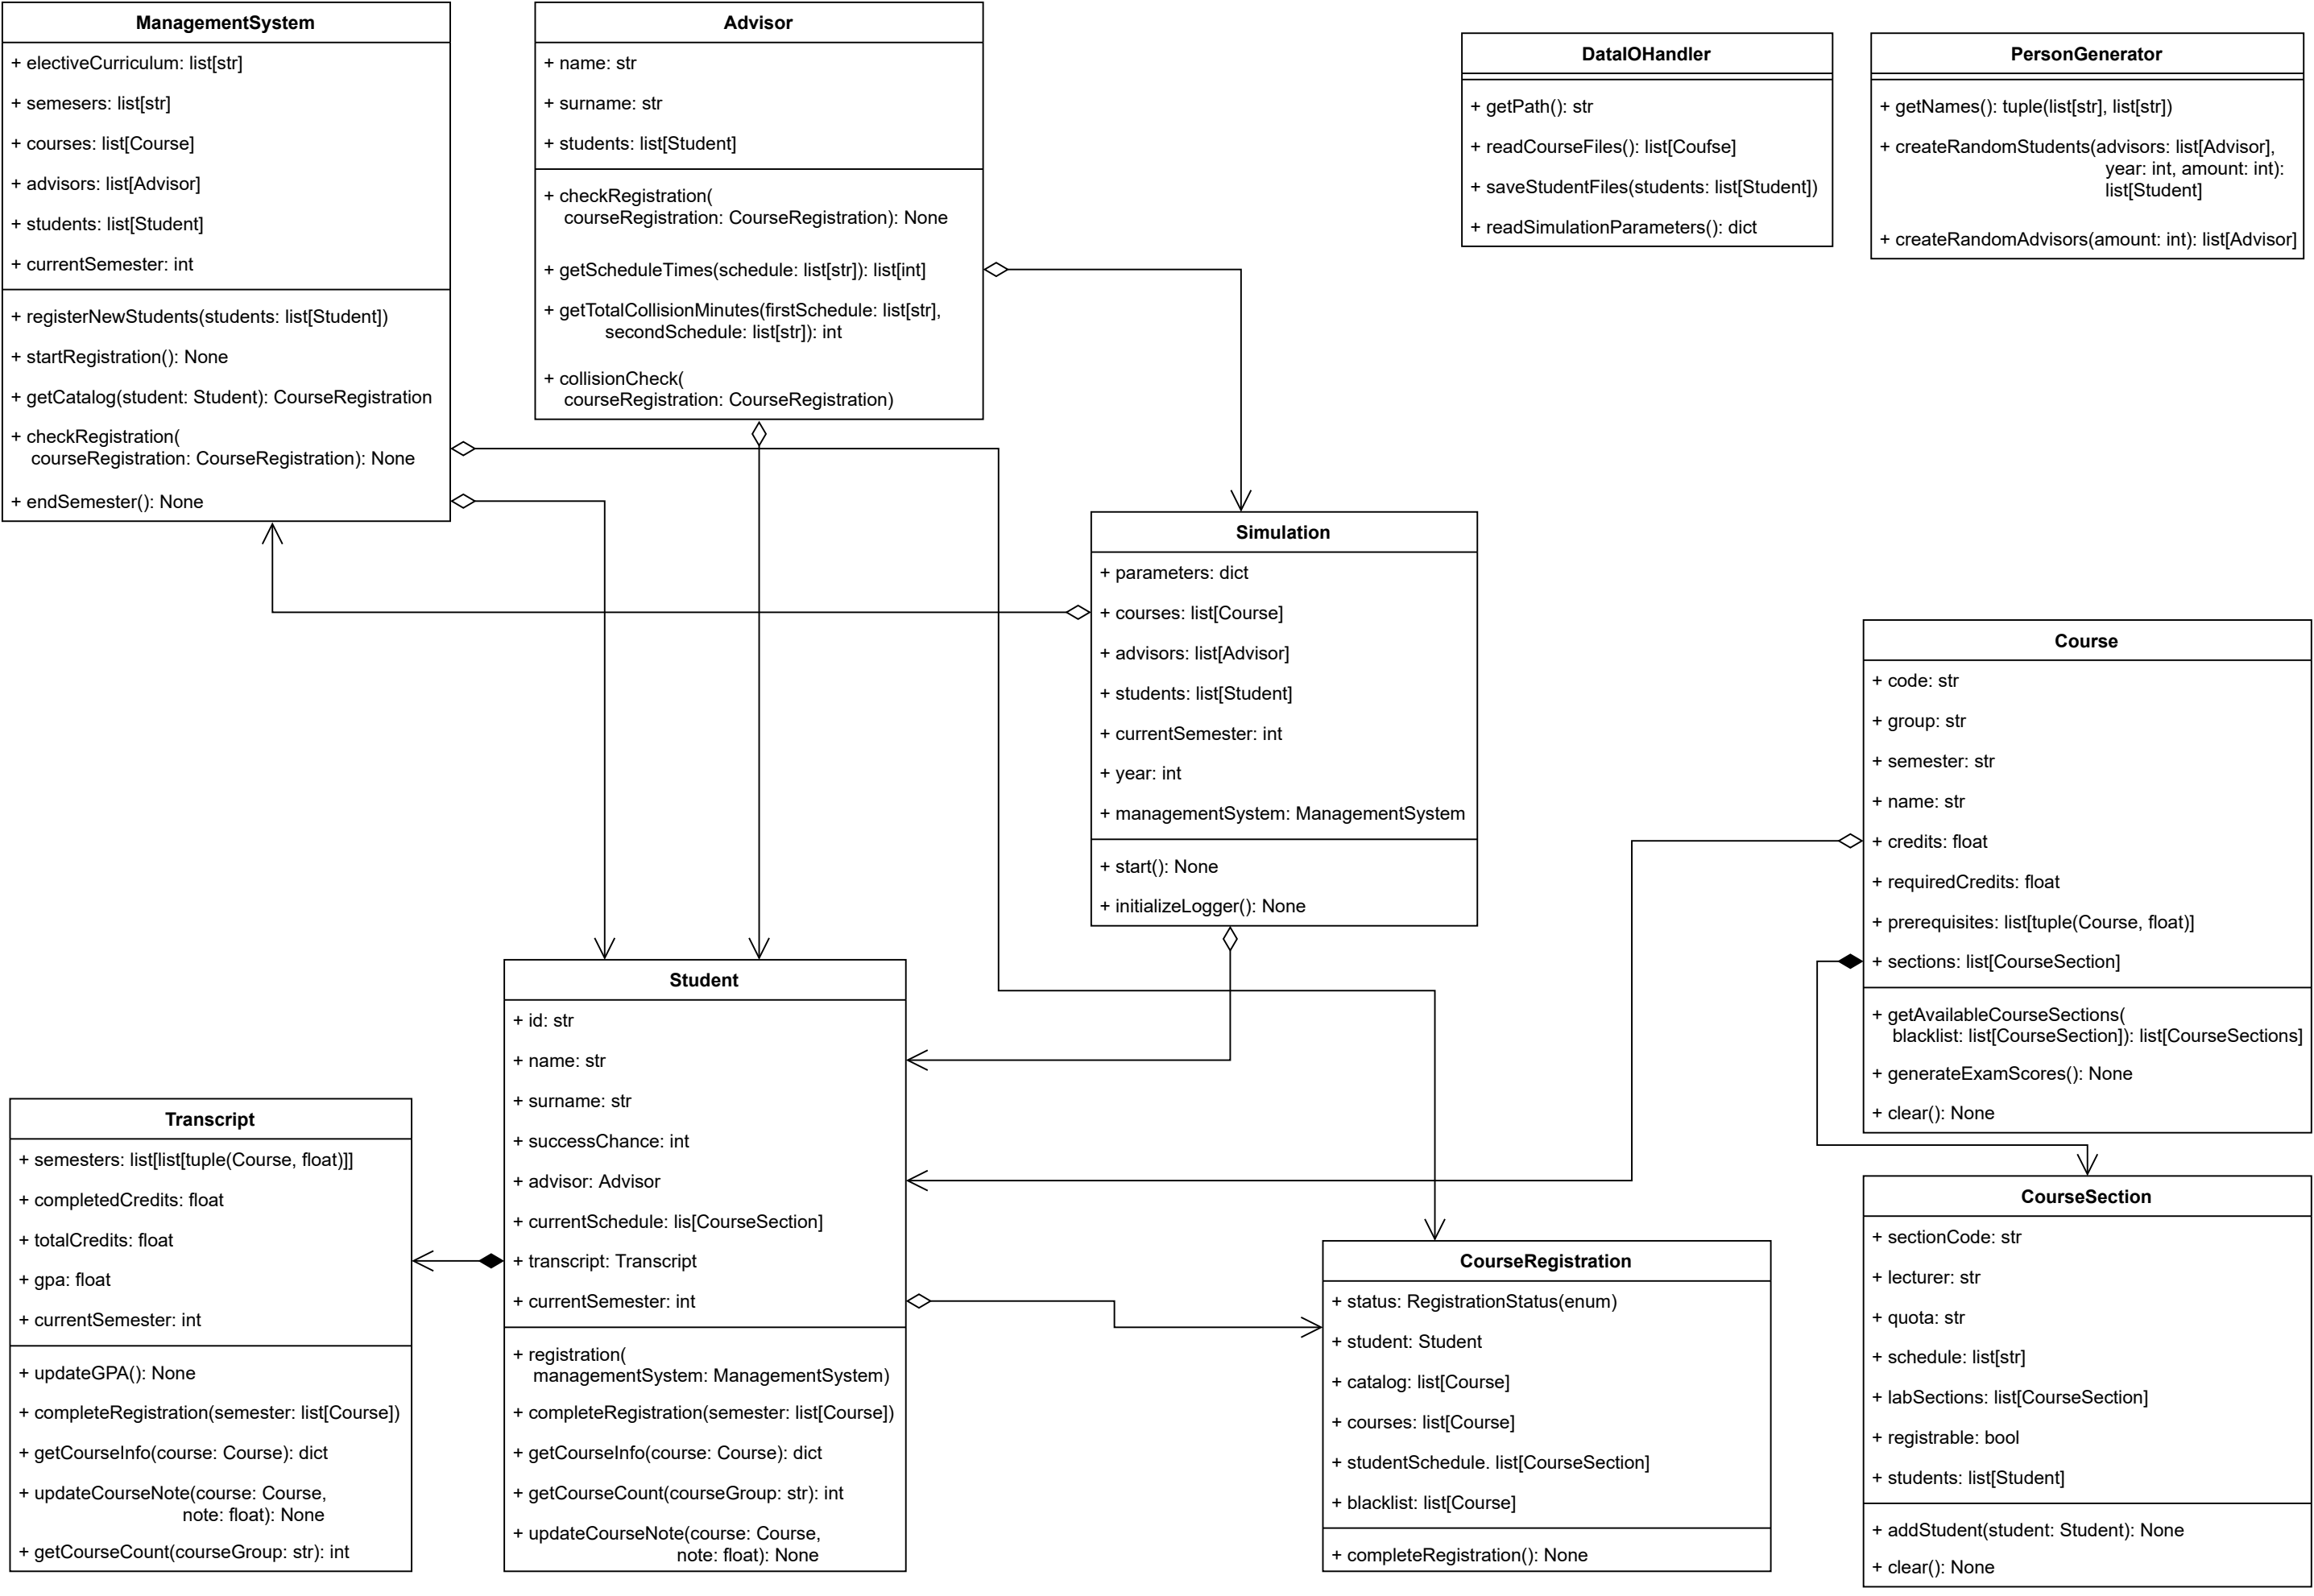 ManagementSystem
+ electiveCurriculum: list[str]
+ semesers: list[str]
+ courses: list[Course]
+ advisors: list[Advisor]
+ students: list[Student]
+ currentSemester: int
+ registerNewStudents(students: list[Student])
+ startRegistration(): None
+ getCatalog(student: Student): CourseRegistration
+ checkRegistration(
courseRegistration: CourseRegistration): None
+ endSemester(): None
Advisor
+ name: str
+ surname: str
+ students: list[Student]
+ checkRegistration(
courseRegistration: CourseRegistration): None
+ getScheduleTimes(schedule: list[str]): list[int]
+ getTotalCollisionMinutes(firstSchedule: list[str],
secondSchedule: list[str]): int
+ collisionCheck(
courseRegistration: CourseRegistration)
DataIOHandler
+ getPath(): str
+ readCourseFiles(): list[Coufse]
+ saveStudentFiles(students: list[Student])
+ readSimulationParameters(): dict
PersonGenerator
+ getNames(): tuple(list[str], list[str])
+ createRandomStudents(advisors: list[Advisor],
year: int, amount: int):
list[Student]
+ createRandomAdvisors(amount: int): list[Advisor]
Simulation
+ parameters: dict
+ courses: list[Course]
+ advisors: list[Advisor]
+ students: list[Student]
+ currentSemester: int
+ year: int
+ managementSystem: ManagementSystem
+ start(): None
+ initializeLogger(): None
Course
+ code: str
+ group: str
+ semester: str
+ name: str
+ credits: float
+ requiredCredits: float
+ prerequisites: list[tuple(Course, float)]
+ sections: list[CourseSection]
+ getAvailableCourseSections(
blacklist: list[CourseSection]): list[CourseSections]
+ generateExamScores(): None
+ clear(): None
Transcript
+ semesters: list[list[tuple(Course, float)]]
+ completedCredits: float
+ totalCredits: float
+ gpa: float
+ currentSemester: int
+ updateGPA(): None
+ completeRegistration(semester: list[Course])
+ getCourseInfo(course: Course): dict
+ updateCourseNote(course: Course,
note: float): None
+ getCourseCount(courseGroup: str): int
Student
+ id: str
+ name: str
+ surname: str
+ successChance: int
+ advisor: Advisor
+ currentSchedule: lis[CourseSection]
+ transcript: Transcript
+ currentSemester: int
+ registration(
managementSystem: ManagementSystem)
+ completeRegistration(semester: list[Course])
+ getCourseInfo(course: Course): dict
+ getCourseCount(courseGroup: str): int
+ updateCourseNote(course: Course,
note: float): None
CourseRegistration
+ status: RegistrationStatus(enum)
+ student: Student
+ catalog: list[Course]
+ courses: list[Course]
+ studentSchedule. list[CourseSection]
+ blacklist: list[Course]
+ completeRegistration(): None
CourseSection
+ sectionCode: str
+ lecturer: str
+ quota: str
+ schedule: list[str]
+ labSections: list[CourseSection]
+ registrable: bool
+ students: list[Student]
+ addStudent(student: Student): None
+ clear(): None